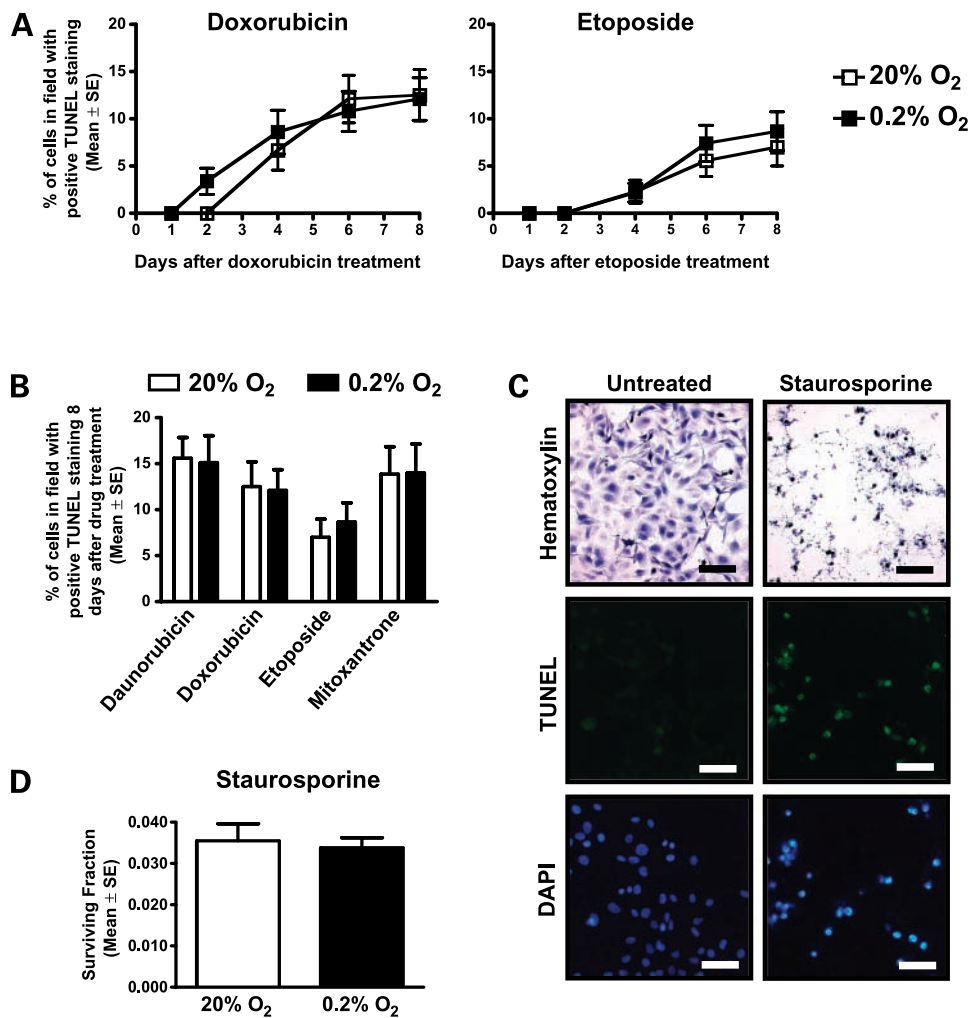 A
Doxorubicin
% of cells in field with
positive TUNEL staining
(Mean ± SE)
20
15
10
5
0
0 1 2 3 4 5 6 7 8
Days after doxorubicin treatment
Etoposide
20
15
10
5
0
0 1 2 3 4 5 6 7 8
Days after etoposide treatment
20% O₂
0.2% O₂
B
20% O₂
0.2% O₂
% of cells in field with
positive TUNEL staining 8
days after drug treatment
(Mean ± SE)
20
15
10
5
0
Daunorubicin
Doxorubicin
Etoposide
Mitoxantrone
C
Untreated
Staurosporine
Hematoxylin
TUNEL
DAPI
D
Staurosporine
Surviving Fraction
(Mean ± SE)
0.040
0.030
0.020
0.010
0.000
20% O₂
0.2% O₂